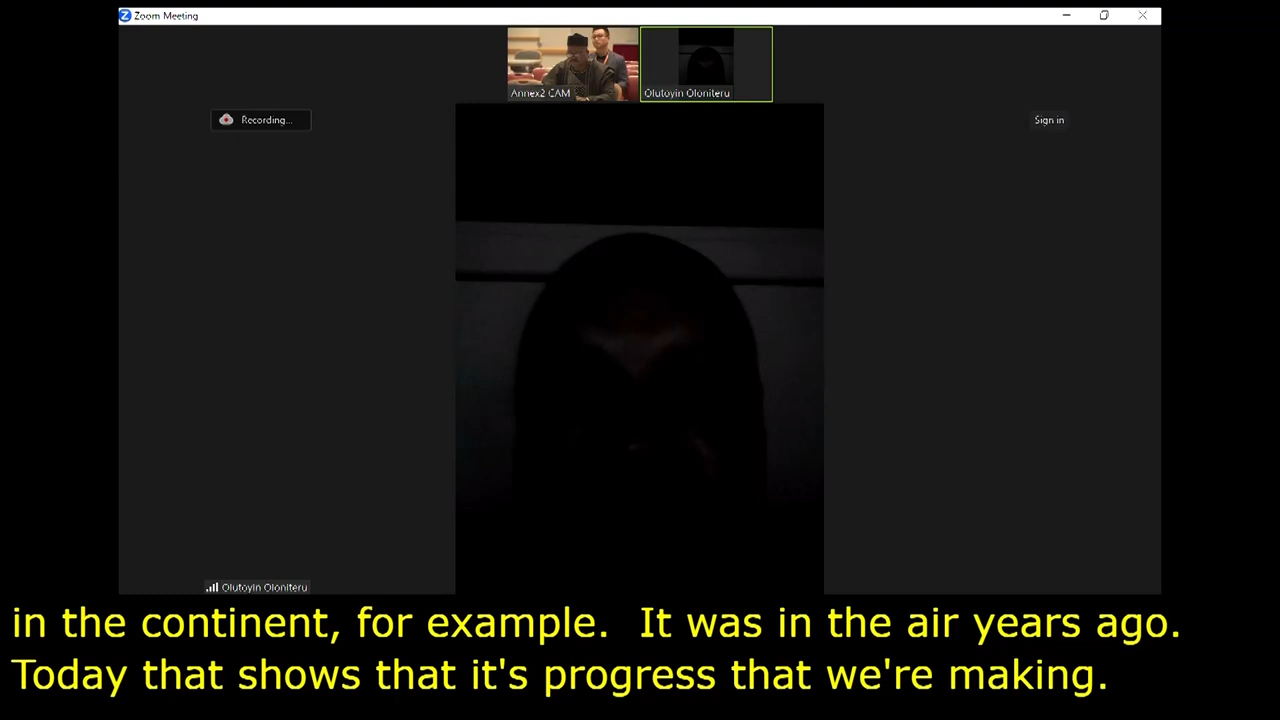 Zoom Meeting
Annex2 CAM
Olutoyin Oloniteru
Recording...
Sign in
Olutoyin Oloniteru
in the continent, for example.  It was in the air years ago.
Today that shows that it's progress that we're making.